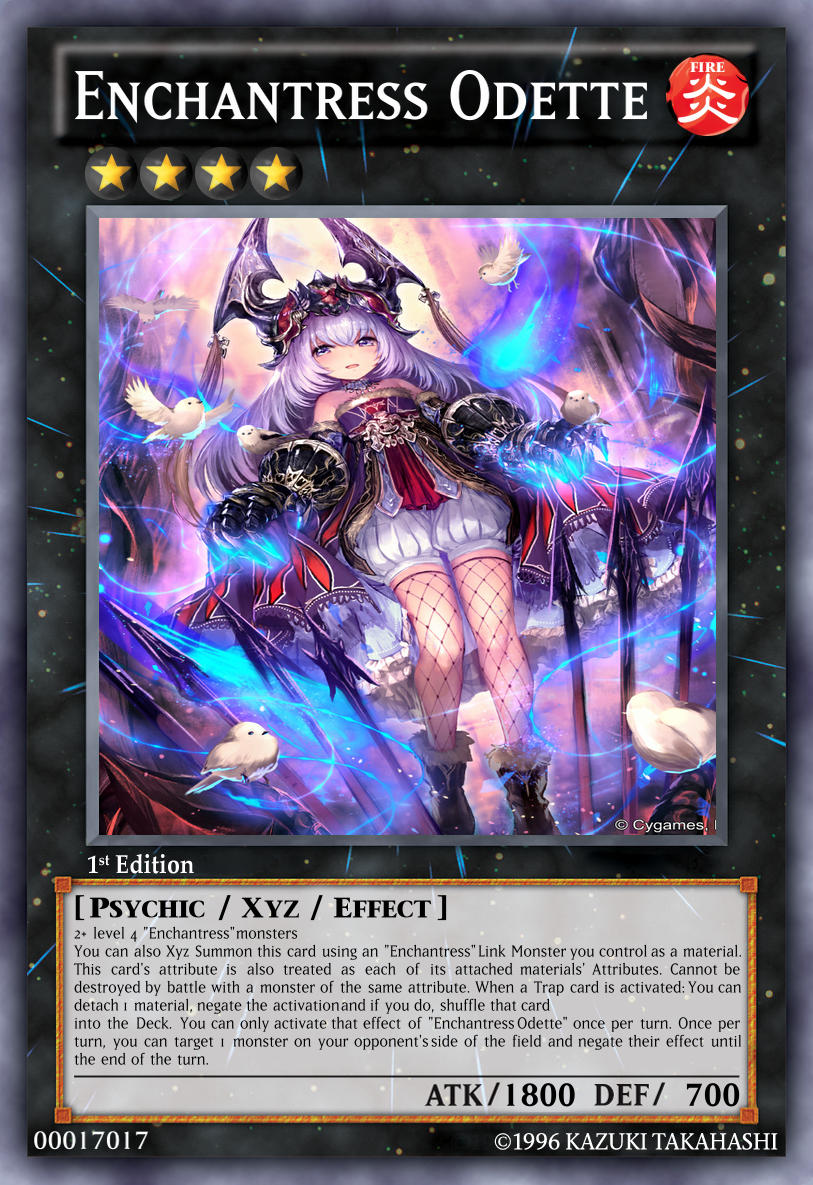 Enchantress Odette
FIRE
炎
© Cygames, I
1st Edition
[ Psychic / Xyz / Effect ]
2+ level 4 "Enchantress"monsters
You can also Xyz Summon this card using an "Enchantress" Link Monster you control as a material.
This card's attribute is also treated as each of its attached materials' Attributes. Cannot be
destroyed by battle with a monster of the same attribute. When a Trap card is activated: You can
detach 1 material, negate the activation and if you do, shuffle that card
into the Deck. You can only activate that effect of "Enchantress Odette" once per turn. Once per
turn, you can target 1 monster on your opponent's side of the field and negate their effect until
the end of the turn.
ATK/1800 DEF/ 700
00017017
©1996 KAZUKI TAKAHASHI